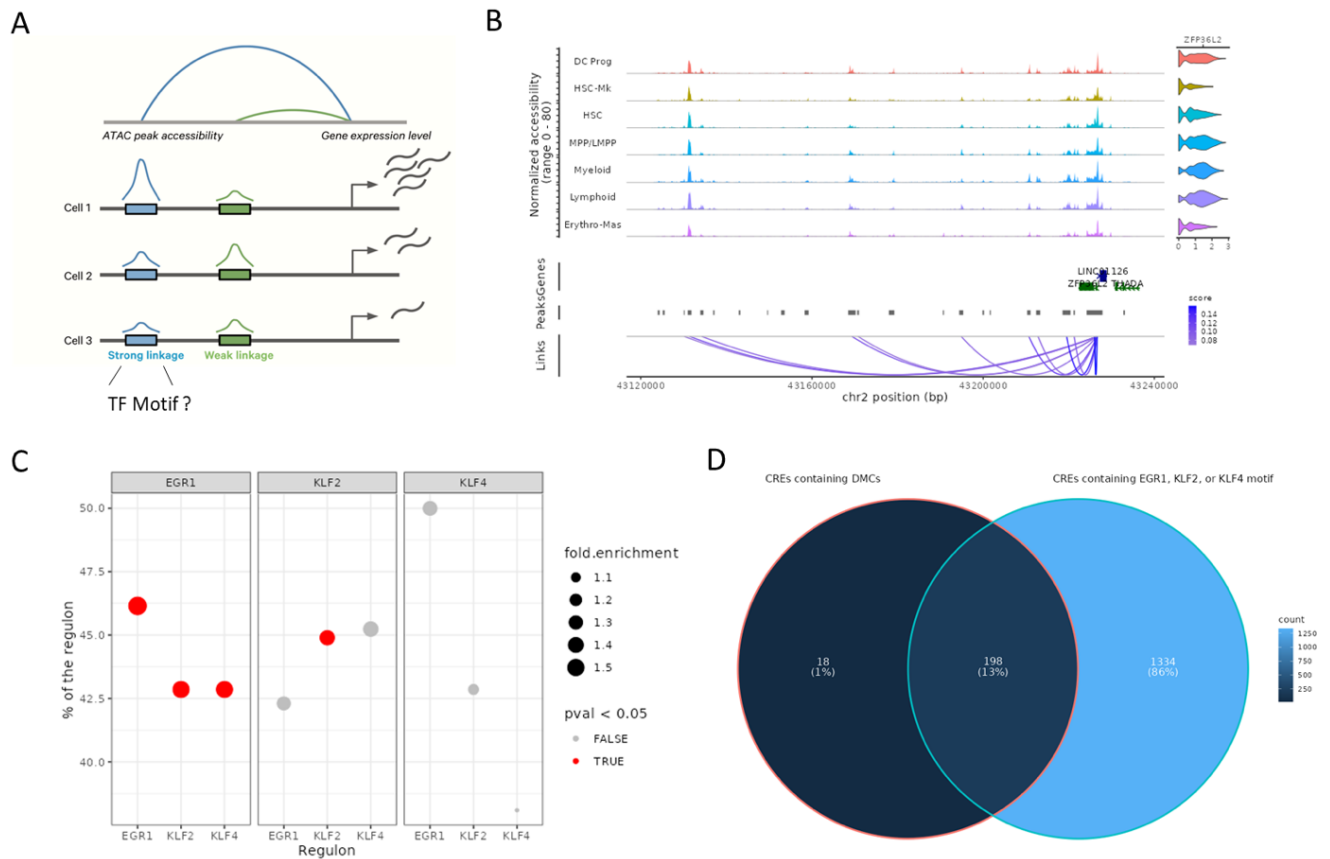 A
ATAC peak accessibility
Gene expression level
Cell 1
Cell 2
Cell 3
Strong linkage
Weak linkage
TF Motif ?
B
Normalized accessibility
(range 0 - 80)
ZFP36L2
DC Prog
HSC-Mk
HSC
MPP/LMPP
Myeloid
Lymphoid
Erythro-Mas
0 1 2 3
Genes
LINC01126
ZFP36L2 THADA
Peaks
Links
score
0.14
0.12
0.10
0.08
43120000 43160000 43200000 43240000
chr2 position (bp)
C
EGR1 KLF2 KLF4
% of the regulon
50.0
47.5
45.0
42.5
40.0
EGR1 KLF2 KLF4 EGR1 KLF2 KLF4 EGR1 KLF2 KLF4
Regulon
fold.enrichment
1.1
1.2
1.3
1.4
1.5
pval < 0.05
FALSE
TRUE
D
CREs containing DMCs
CREs containing EGR1, KLF2, or KLF4 motif
18
(1%)
198
(13%)
1334
(86%)
count
1250
1000
750
500
250